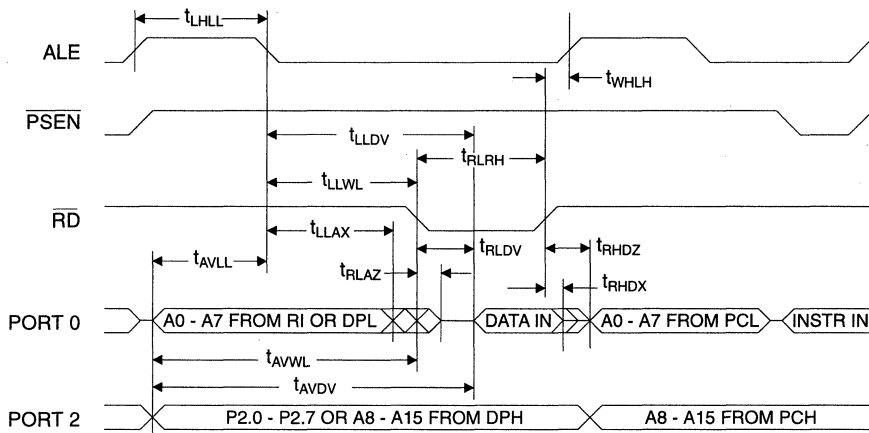 tLHLL
ALE
tWHLH
PSEN
tLLDV
tRLRH
tLLWL
RD
tLLAX
tRLDV
tRHDZ
tAVLL
tRLAZ
tRHDX
PORT 0
A0 - A7 FROM RI OR DPL
DATA IN
A0 - A7 FROM PCL
INSTR IN
tAVWL
tAVDV
PORT 2
P2.0 - P2.7 OR A8 - A15 FROM DPH
A8 - A15 FROM PCH